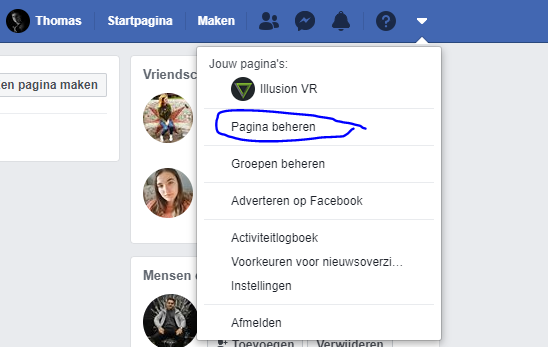 Thomas Startpagina Maken
en pagina maken
Vriendsc
Jouw pagina's:
Illusion VR
Pagina beheren
Groepen beheren
Adverteren op Facebook
Activiteitlogboek
Voorkeuren voor nieuwsoverzi...
Instellingen
Afmelden
Mensen
Toevoegen Verwijderen